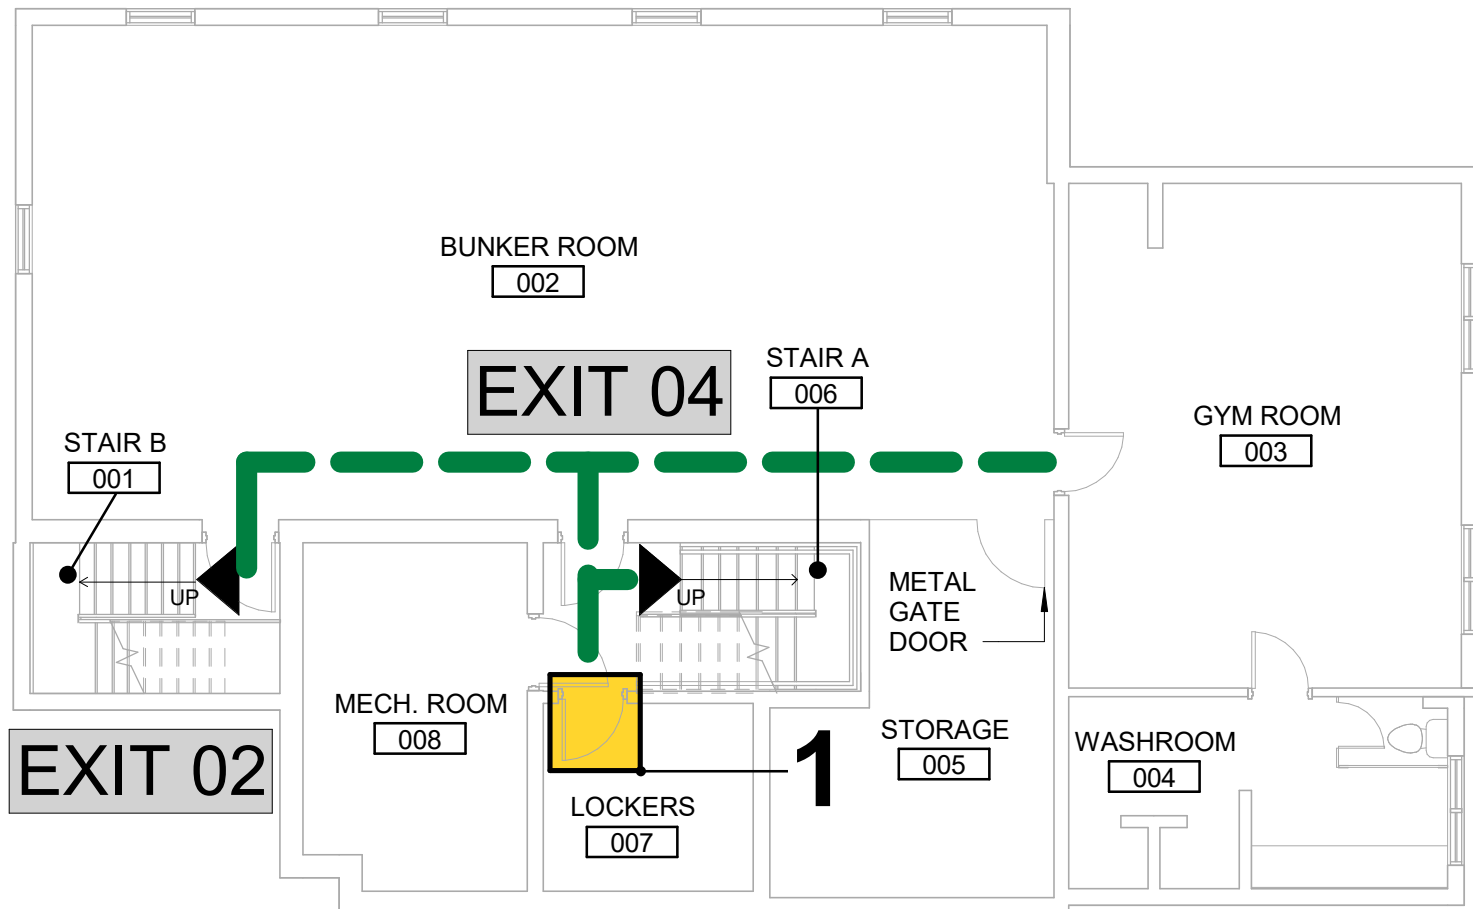 BUNKER ROOM
002
EXIT 04
STAIR A
006
GYM ROOM
003
STAIR B
001
UP
UP
METAL
GATE
DOOR
MECH. ROOM
008
EXIT 02
1
STORAGE
005
WASHROOM
004
LOCKERS
007